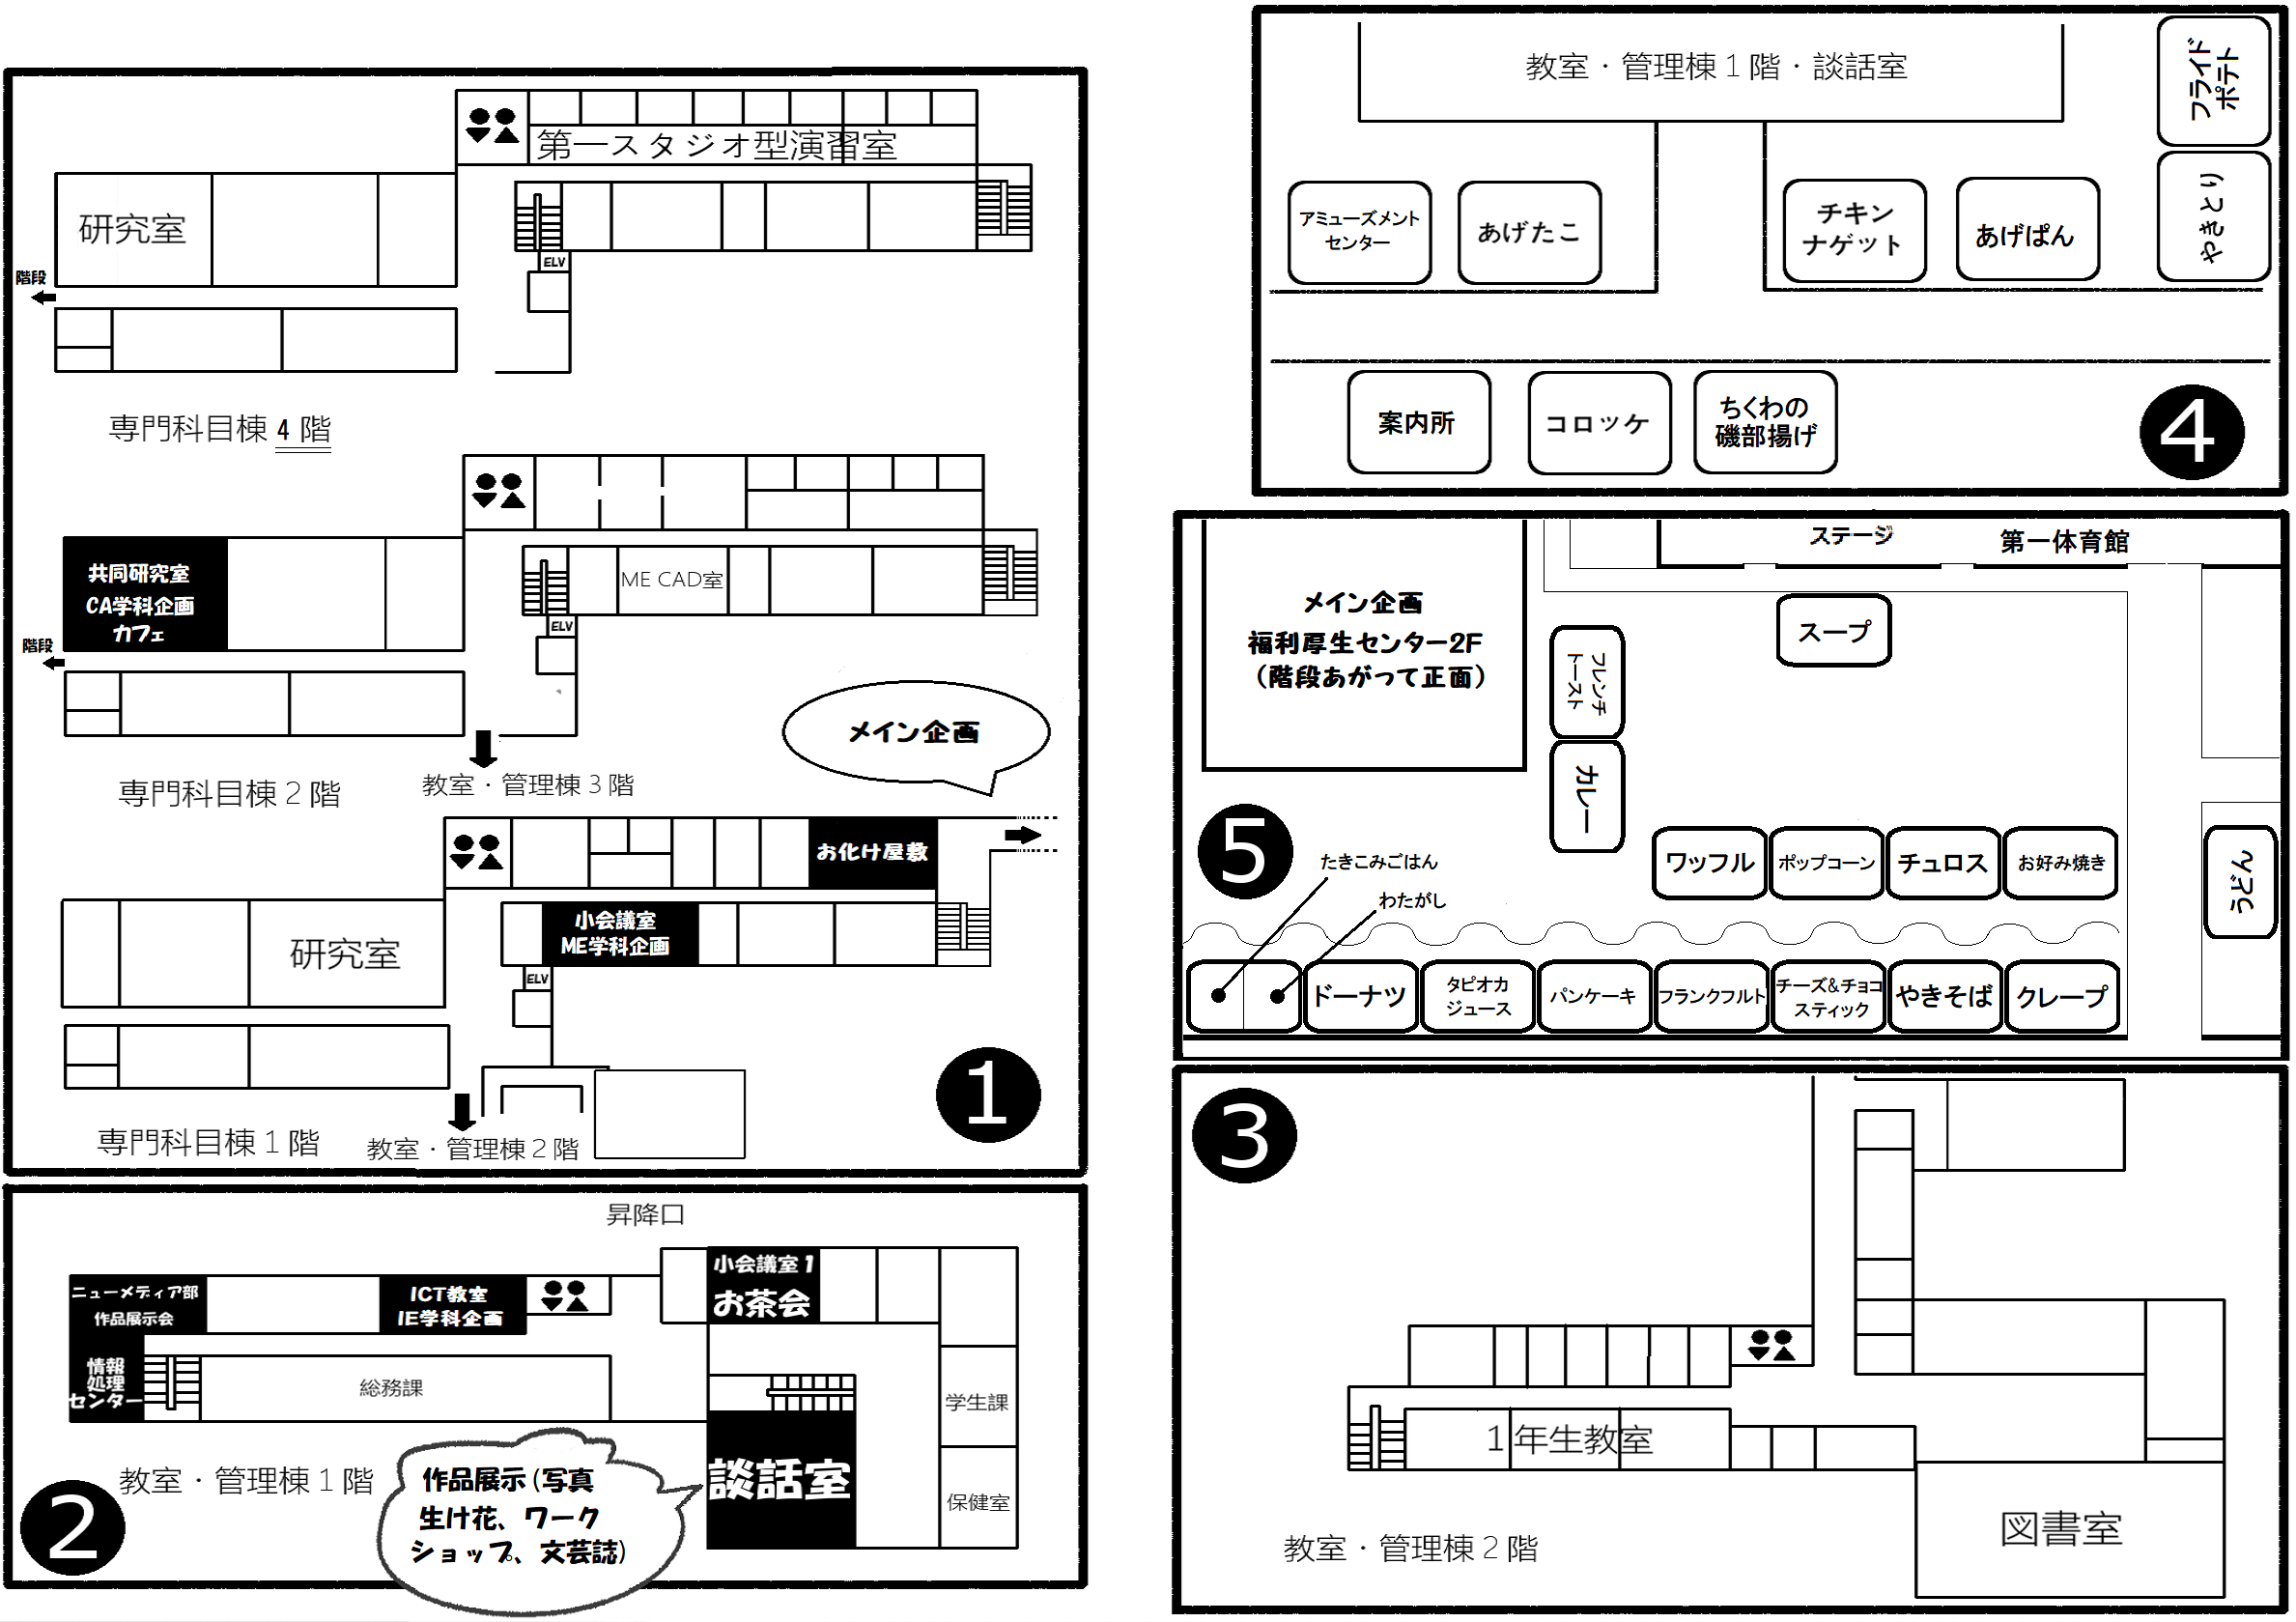 第一スタジオ型演習室
研究室
階段
ELV
専門科目棟4階
共同研究室
CA学科企画
カフェ
ME CAD室
階段
ELV
専門科目棟2階
教室・管理棟3階
メイン企画
お化け屋敷
小会議室
ME学科企画
研究室
ELV
専門科目棟1階
教室・管理棟2階
1
昇降口
ニューメディア部
作品展示会
情報
処理
センター
ICT教室
IE学科企画
小会議室1
お茶会
総務課
学生課
談話室
保健室
教室・管理棟1階
作品展示(写真
生け花、ワーク
ショップ、文芸誌)
2
教室・管理棟1階・談話室
フライド
ポテト
やきとり
アミューズメント
センター
あげたこ
チキン
ナゲット
あげぱん
案内所
コロッケ
ちくわの
磯部揚げ
4
ステージ
第一体育館
メイン企画
福利厚生センター2F
(階段あがって正面)
スープ
フレンチ
トースト
カレー
5
たきこみごはん
わたがし
ワッフル
ポップコーン
チュロス
お好み焼き
うどん
ドーナツ
タピオカ
ジュース
パンケーキ
フランクフルト
チーズ&チョコ
スティック
やきそば
クレープ
3
1年生教室
図書室
教室・管理棟2階